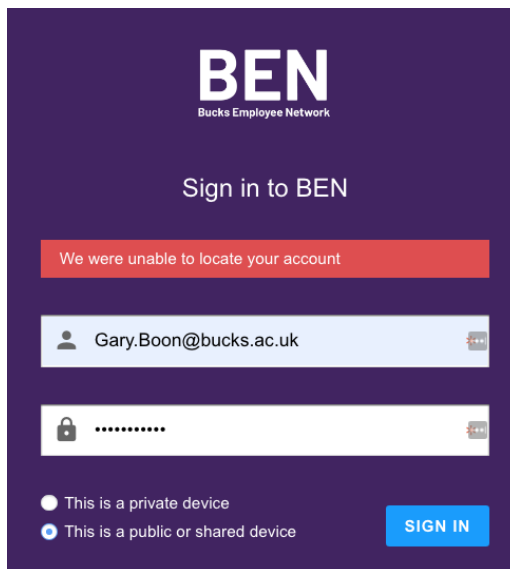 BEN
Bucks Employee Network
Sign in to BEN
We were unable to locate your account
Gary.Boon@bucks.ac.uk
•••••••••••
This is a private device
This is a public or shared device
SIGN IN